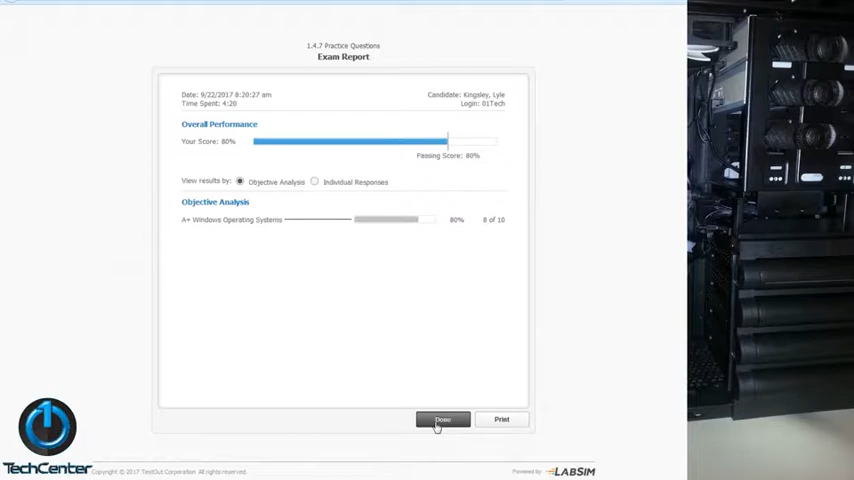 1.4.7 Practice Questions
Exam Report
Date: 9/22/2017 8:20:27 am
Candidate: Kingsley, Lyle
Time Spent: 4:20
Login: 01Tech
Overall Performance
Your Score: 80%
Passing Score: 80%
View results by: Objective Analysis Individual Responses
Objective Analysis
A+ Windows Operating Systems 80% 8 of 10
Done Print
TechCenter
Copyright © 2017 TestOut Corporation All rights reserved.
Powered by LABSIM